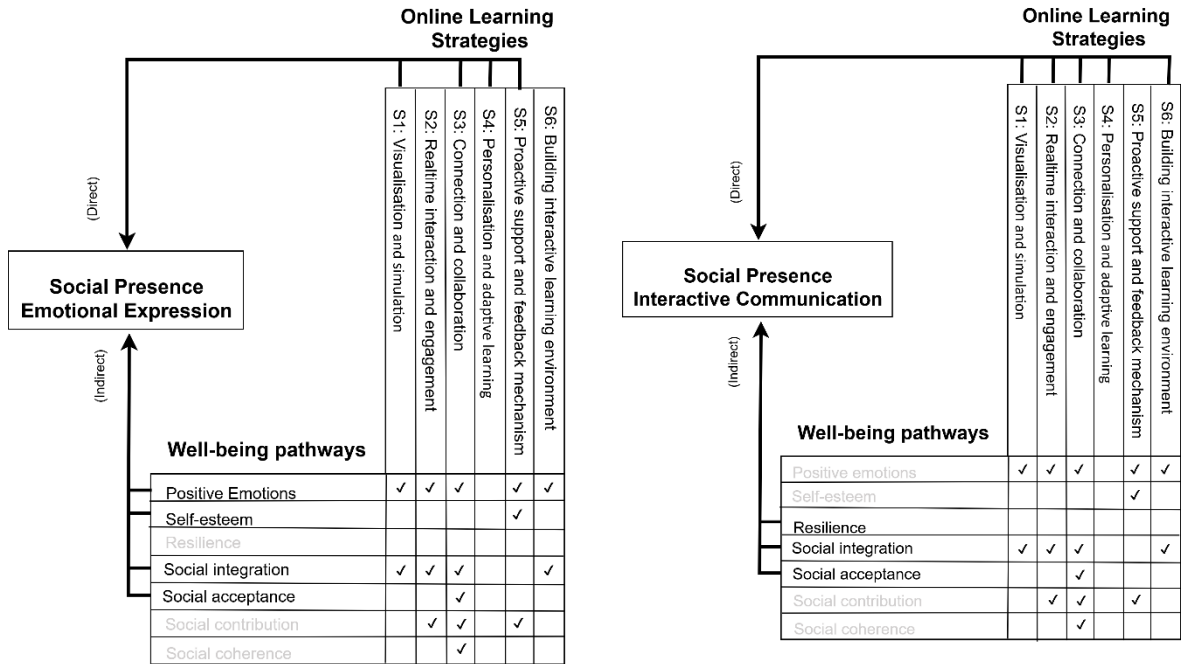 Online Learning
Strategies
S1: Visualisation and simulation
S2: Realtime interaction and engagement
S3: Connection and collaboration
S4: Personalisation and adaptive learning
S5: Proactive support and feedback mechanism
S6: Building interactive learning environment
(Direct)
Social Presence
Emotional Expression
(Indirect)
Well-being pathways
Positive Emotions ✓ ✓ ✓ ✓ ✓
Self-esteem ✓
Resilience
Social integration ✓ ✓ ✓ ✓
Social acceptance ✓
Social contribution ✓ ✓ ✓
Social coherence ✓
Online Learning
Strategies
S1: Visualisation and simulation
S2: Realtime interaction and engagement
S3: Connection and collaboration
S4: Personalisation and adaptive learning
S5: Proactive support and feedback mechanism
S6: Building interactive learning environment
(Direct)
Social Presence
Interactive Communication
(Indirect)
Well-being pathways
Positive emotions ✓ ✓ ✓ ✓ ✓
Self-esteem ✓
Resilience
Social integration ✓ ✓ ✓ ✓
Social acceptance ✓
Social contribution ✓ ✓ ✓
Social coherence ✓